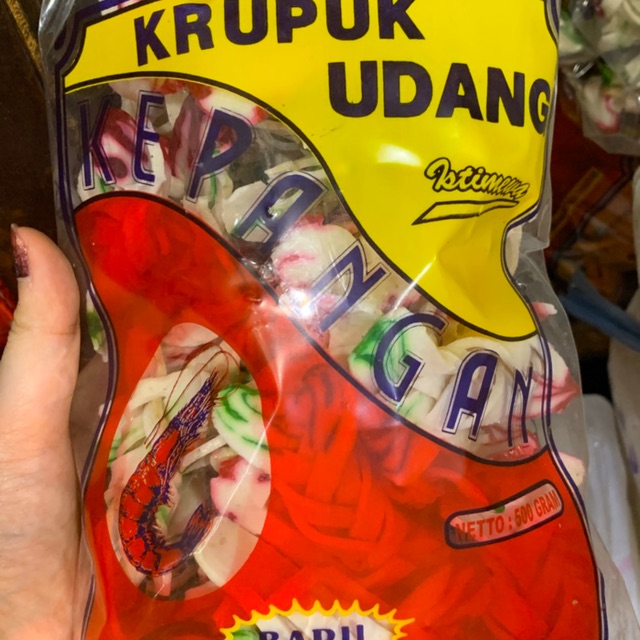 KRUPUK
UDANG
KEPANGAN
Istimewa
NETTO : 500 GRAM
BARU